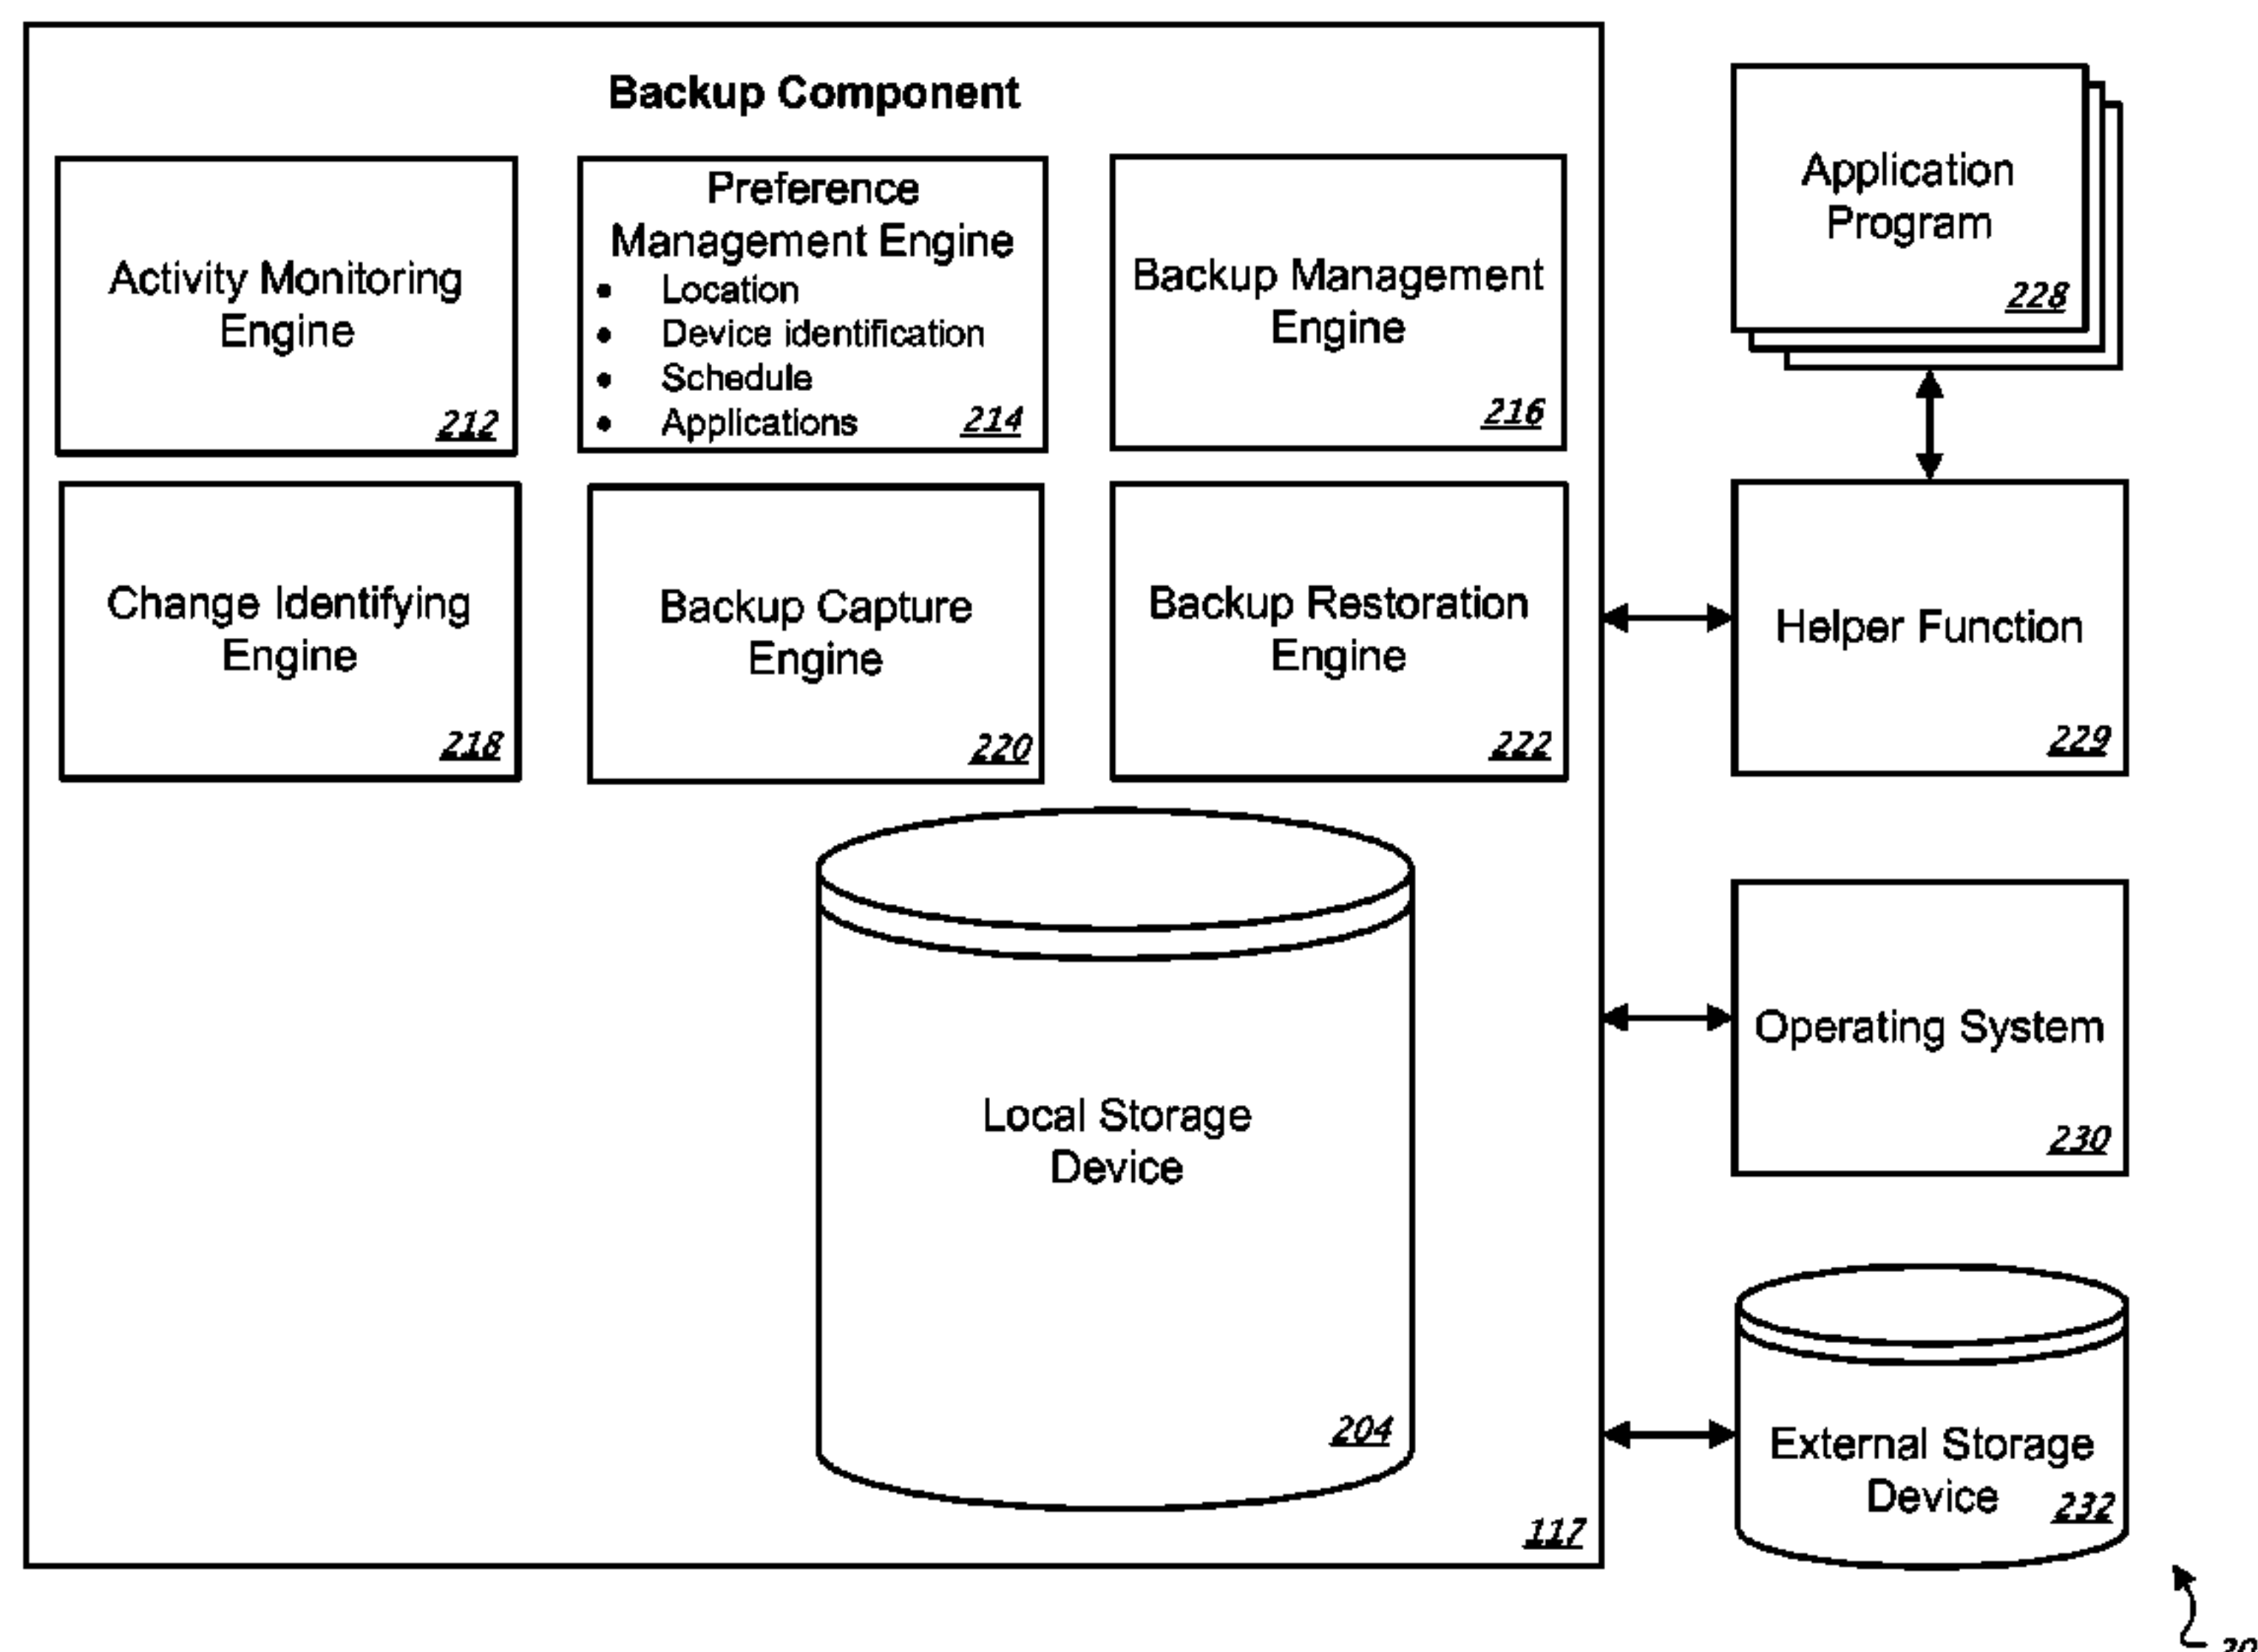 Backup Component
Activity Monitoring
Engine
212
Preference
Management Engine
• Location
• Device identification
• Schedule
• Applications
214
Backup Management
Engine
216
Application
Program
228
Change Identifying
Engine
218
Backup Capture
Engine
220
Backup Restoration
Engine
222
Helper Function
229
Local Storage
Device
204
Operating System
230
External Storage
Device
232
117